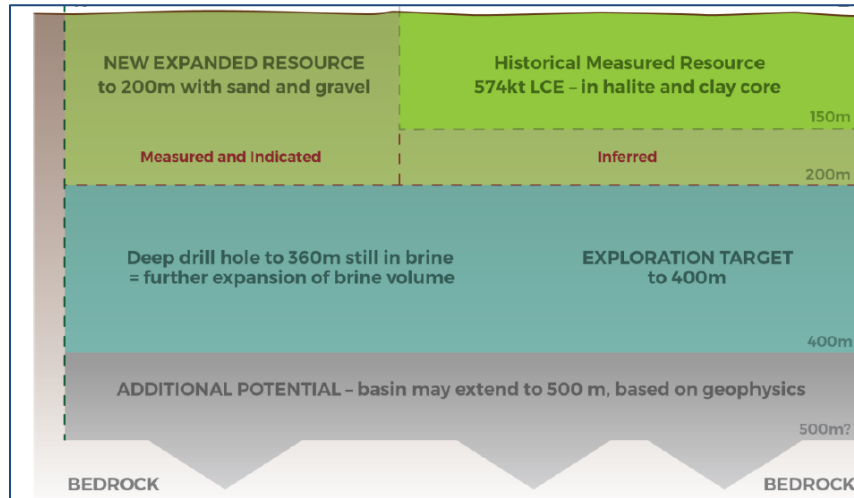 NEW EXPANDED RESOURCE
to 200m with sand and gravel
Historical Measured Resource
574kt LCE – in halite and clay core
150m
Measured and Indicated
Inferred
200m
Deep drill hole to 360m still in brine
= further expansion of brine volume
EXPLORATION TARGET
to 400m
400m
ADDITIONAL POTENTIAL – basin may extend to 500 m, based on geophysics
500m?
BEDROCK
BEDROCK